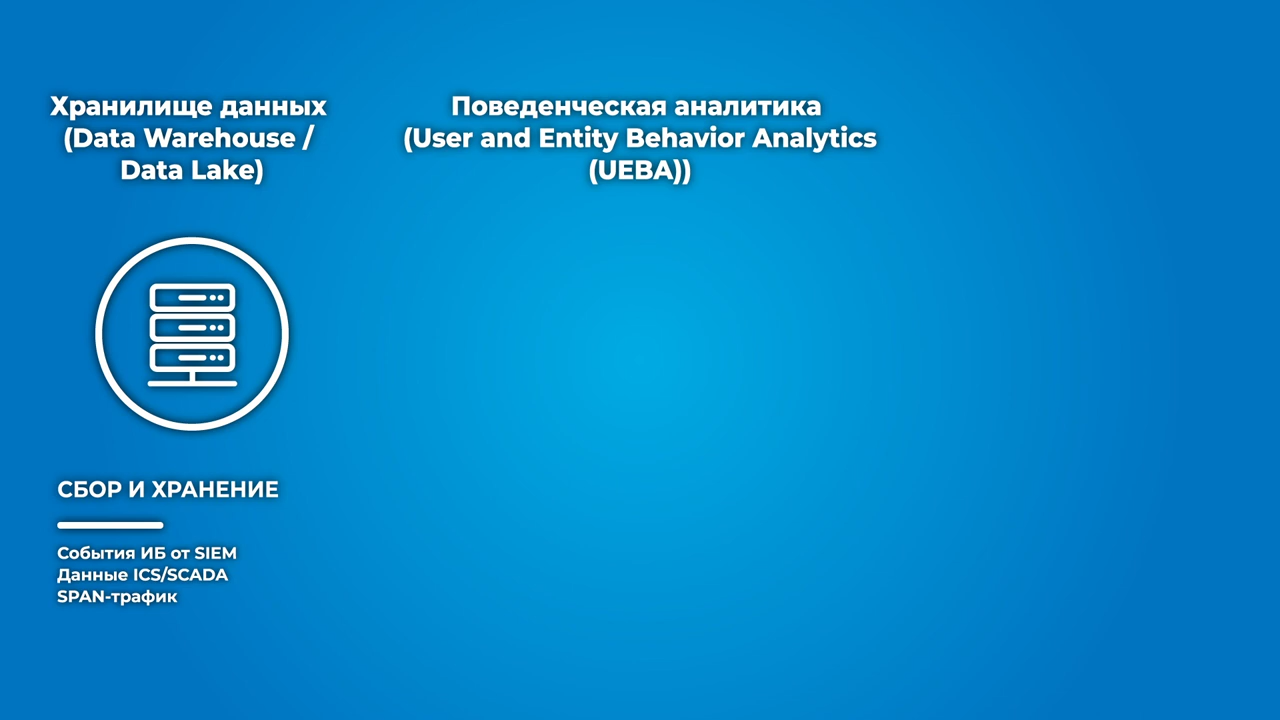 Хранилище данных
(Data Warehouse /
Data Lake)
Поведенческая аналитика
(User and Entity Behavior Analytics
(UEBA))
СБОР И ХРАНЕНИЕ
События ИБ от SIEM
Данные ICS/SCADA
SPAN-трафик